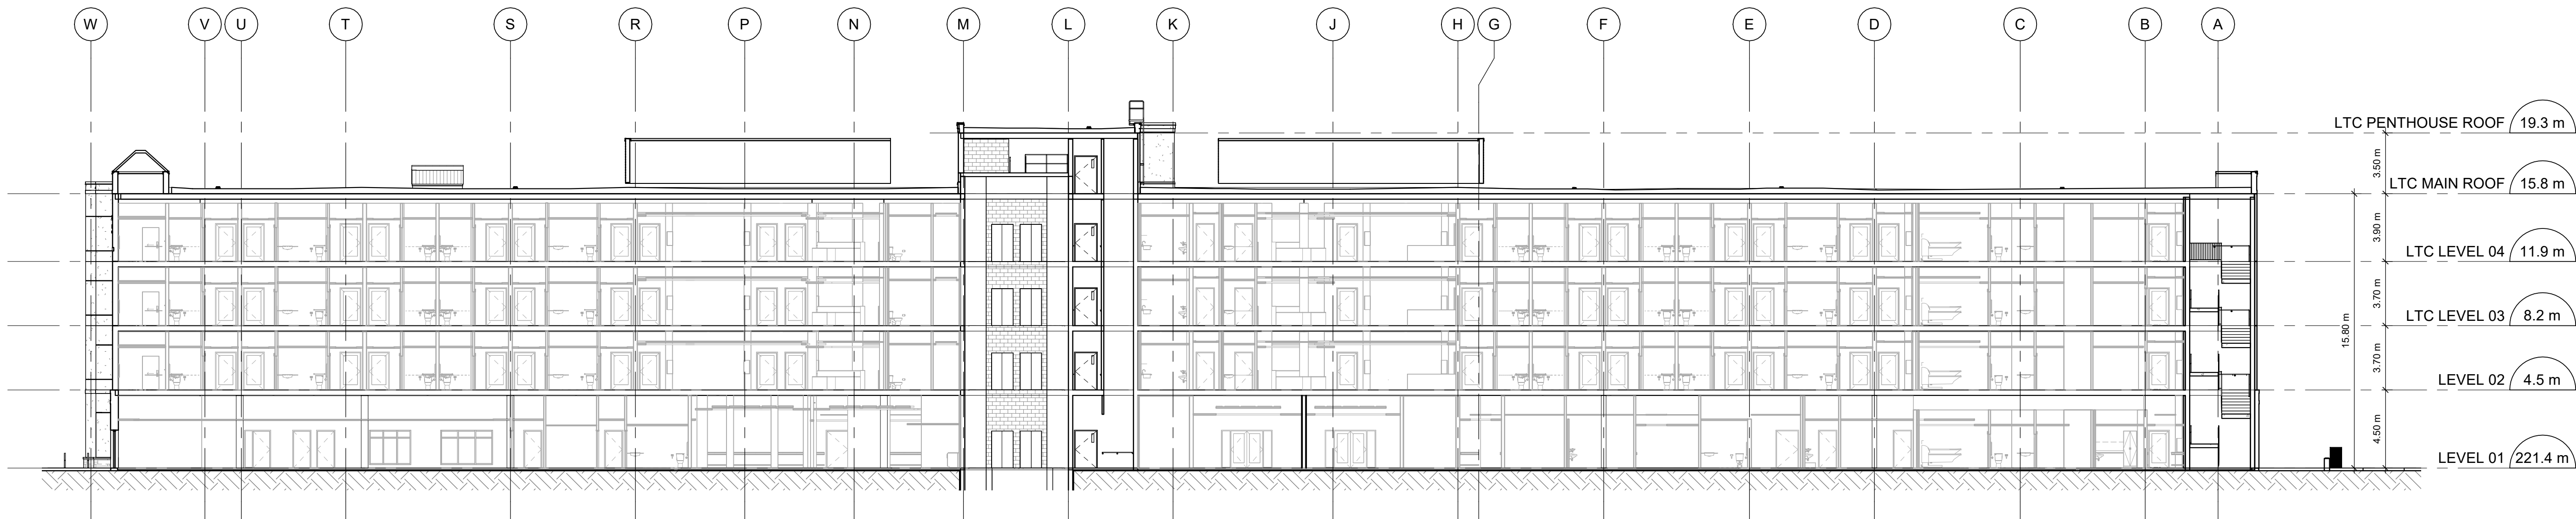 W V U T S R P N M L K J H G F E D C B A
LTC PENTHOUSE ROOF 19.3 m
3.50 m
LTC MAIN ROOF 15.8 m
3.90 m
LTC LEVEL 04 11.9 m
3.70 m
LTC LEVEL 03 8.2 m
15.80 m
3.70 m
LEVEL 02 4.5 m
4.50 m
LEVEL 01 221.4 m